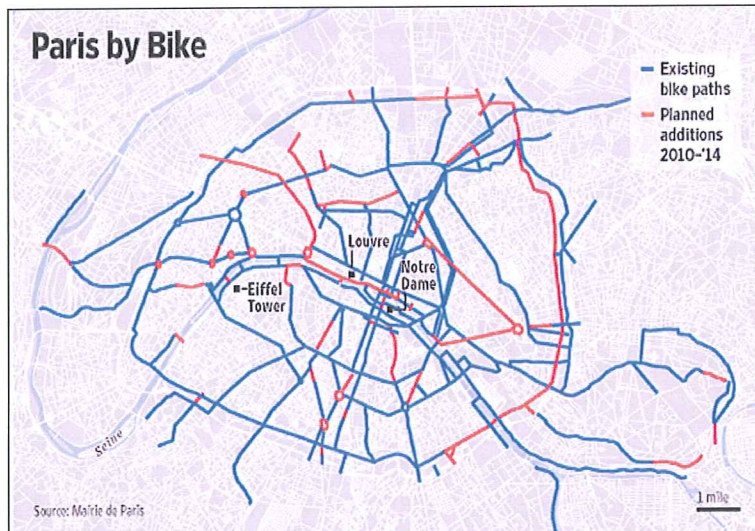 Paris by Bike
Existing
bike paths
Planned
additions
2010–'14
Louvre
Notre
Dame
Eiffel
Tower
Seine
Source: Mairie de Paris
1 mile